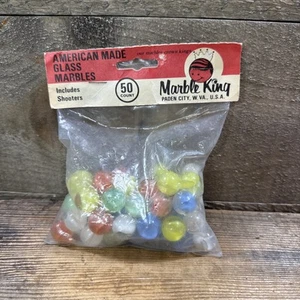 AMERICAN MADE
GLASS
MARBLES
Includes
Shooters
50
COUNT
Marble King
PADEN CITY, W. VA., U.S.A.